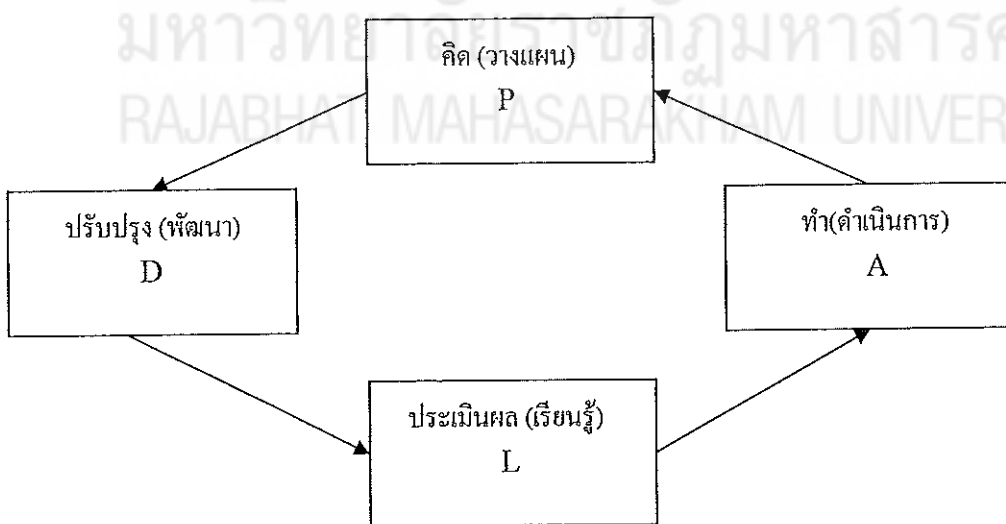 มหาวิทยาลัยราชภัฏมหาสารค
RAJABHAT MAHASARAKHAM UNIVER
คิด (วางแผน)
P
ปรับปรุง (พัฒนา)
D
ทำ(ดำเนินการ)
A
ประเมินผล (เรียนรู้)
L